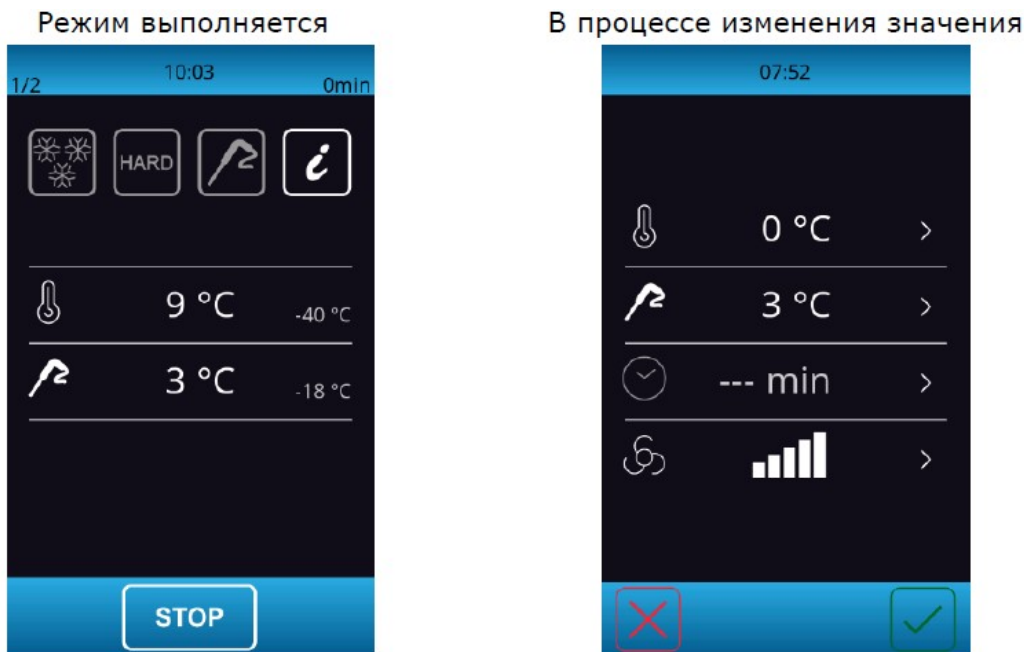 Режим выполняется
10:03
1/2
0min
HARD
9 °C
-40 °C
3 °C
-18 °C
STOP
В процессе изменения значения
07:52
0 °C
3 °C
--- min